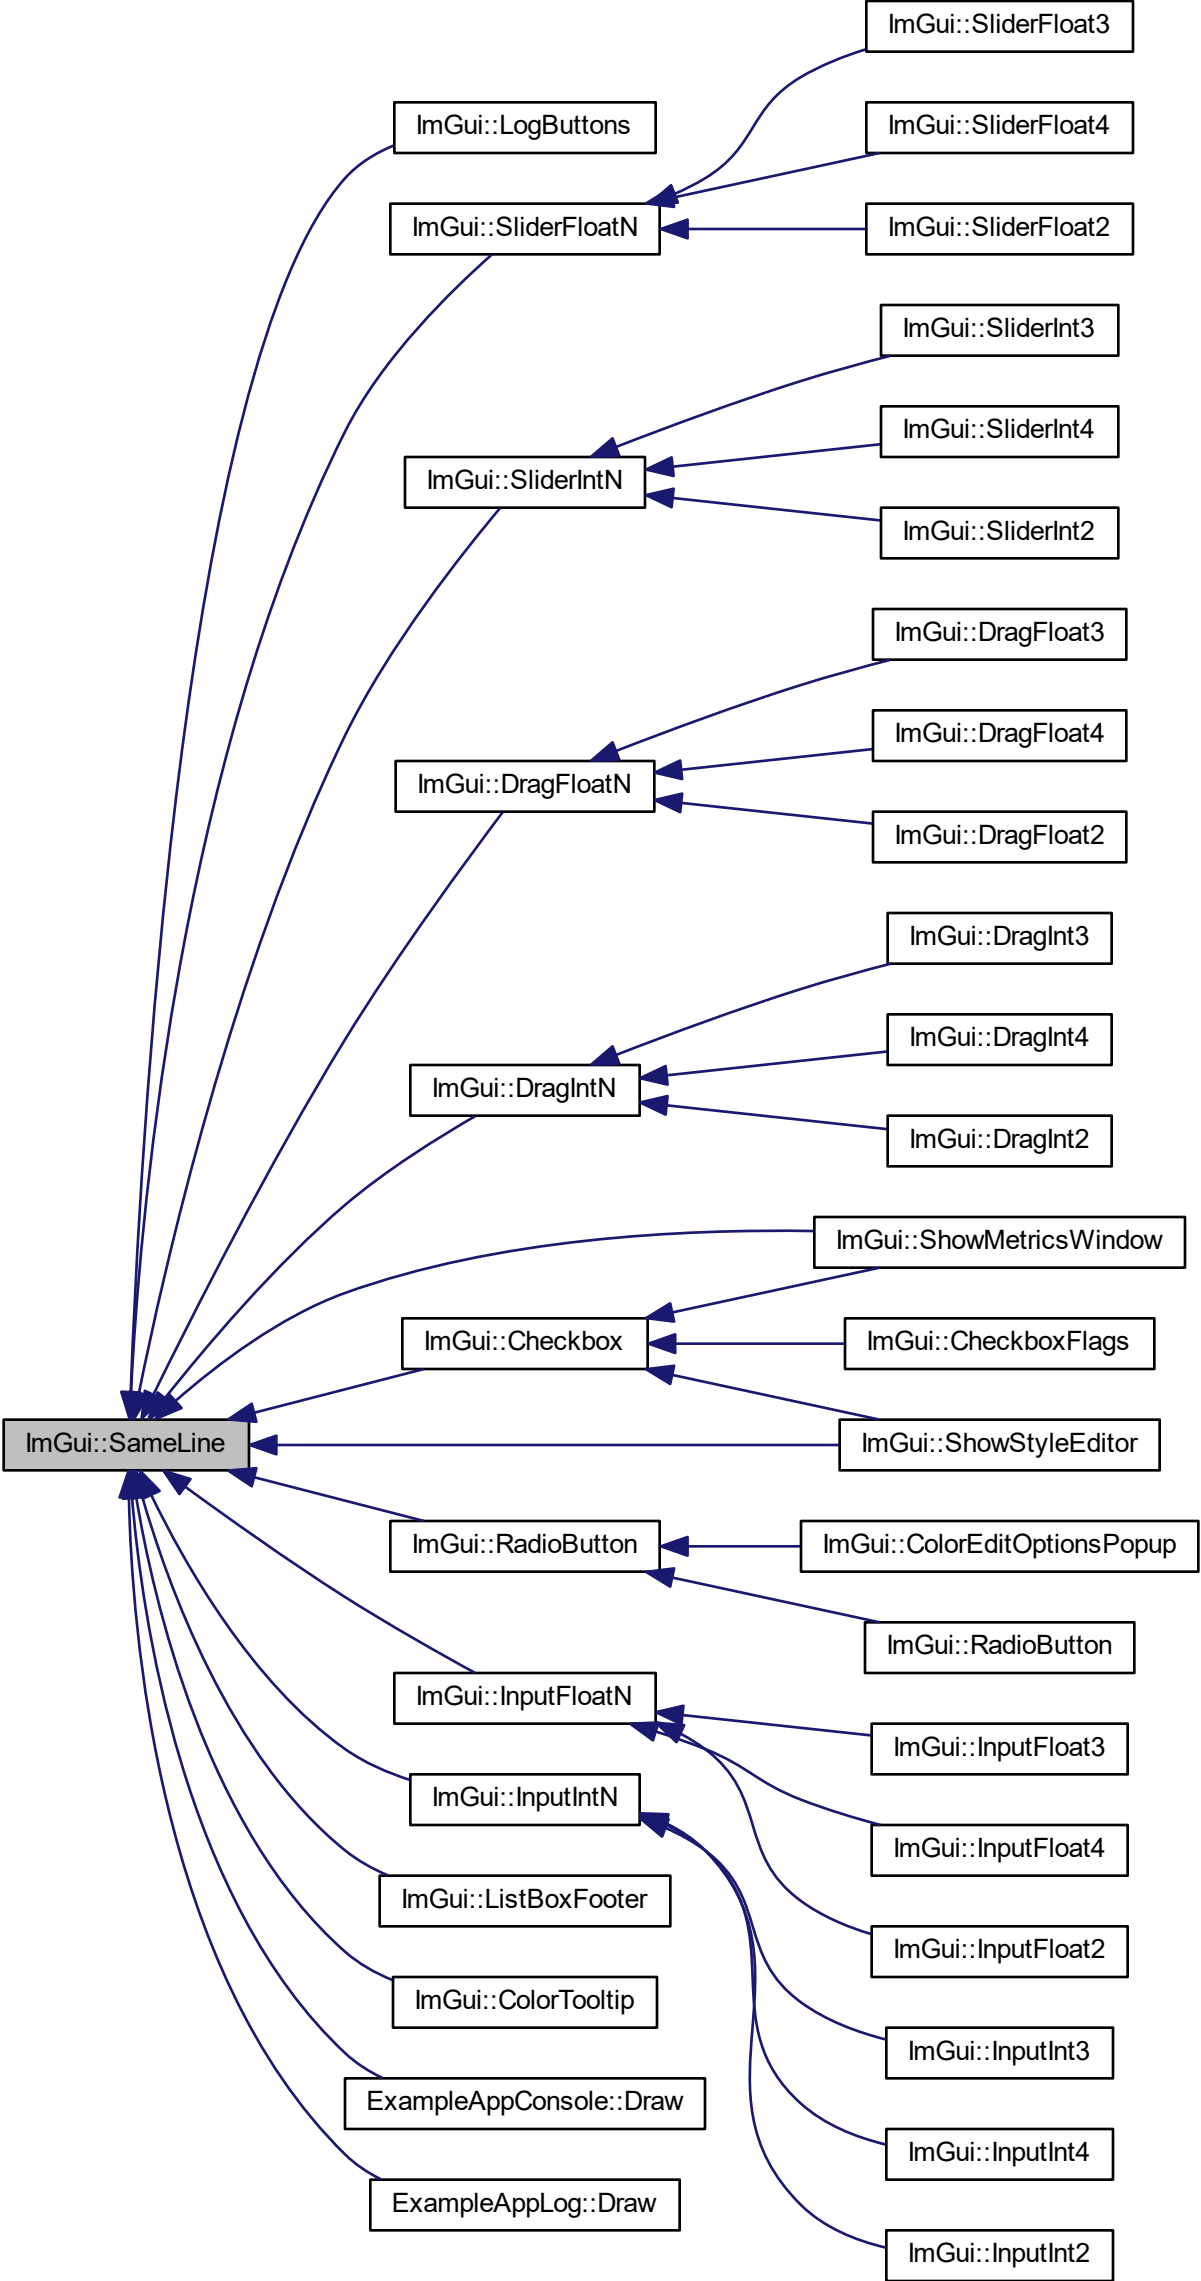 ImGui::SliderFloat3
ImGui::LogButtons
ImGui::SliderFloat4
ImGui::SliderFloatN
ImGui::SliderFloat2
ImGui::SliderInt3
ImGui::SliderInt4
ImGui::SliderIntN
ImGui::SliderInt2
ImGui::DragFloat3
ImGui::DragFloat4
ImGui::DragFloatN
ImGui::DragFloat2
ImGui::DragInt3
ImGui::DragInt4
ImGui::DragIntN
ImGui::DragInt2
ImGui::ShowMetricsWindow
ImGui::Checkbox
ImGui::CheckboxFlags
ImGui::SameLine
ImGui::ShowStyleEditor
ImGui::RadioButton
ImGui::ColorEditOptionsPopup
ImGui::RadioButton
ImGui::InputFloatN
ImGui::InputFloat3
ImGui::InputIntN
ImGui::InputFloat4
ImGui::ListBoxFooter
ImGui::InputFloat2
ImGui::ColorTooltip
ImGui::InputInt3
ExampleAppConsole::Draw
ImGui::InputInt4
ExampleAppLog::Draw
ImGui::InputInt2